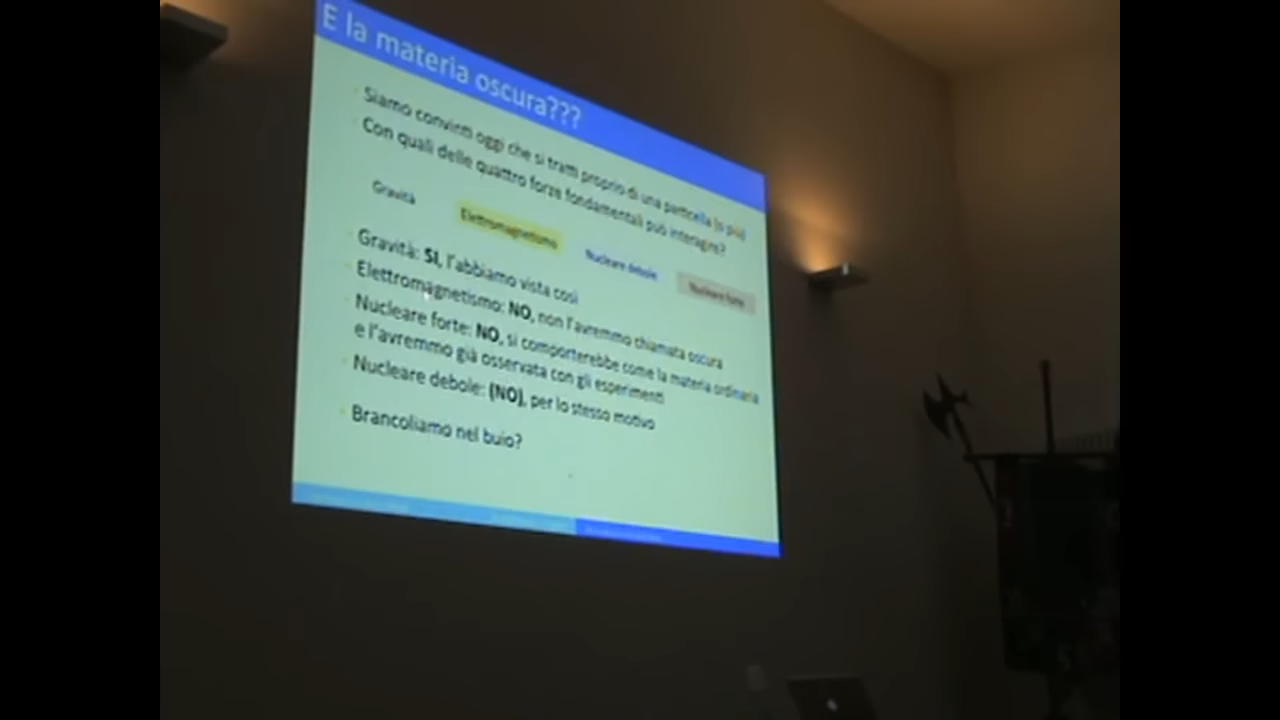 E la materia oscura???
Siamo convinti oggi che si tratti proprio di una particella (o più)
Con quali delle quattro forze fondamentali può interagire?
Gravità
Elettromagnetismo
Nucleare debole
Nucleare forte
Gravità: SI, l'abbiamo vista così
Elettromagnetismo: NO, non l'avremmo chiamata oscura
Nucleare forte: NO, si comporterebbe come la materia ordinaria
e l'avremmo già osservata con gli esperimenti
Nucleare debole: (NO), per lo stesso motivo
Brancoliamo nel buio?